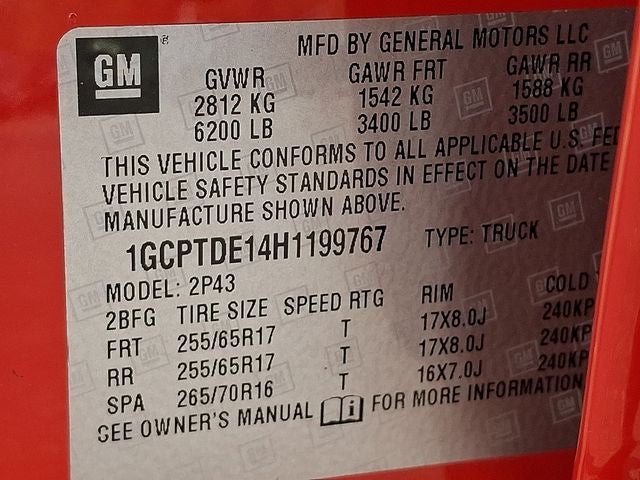 GM
MFD BY GENERAL MOTORS LLC
GVWR GAWR FRT GAWR RR
2812 KG 1542 KG 1588 KG
6200 LB 3400 LB 3500 LB
THIS VEHICLE CONFORMS TO ALL APPLICABLE U.S. FED
VEHICLE SAFETY STANDARDS IN EFFECT ON THE DATE
MANUFACTURE SHOWN ABOVE.
1GCPTDE14H1199767 TYPE: TRUCK
MODEL: 2P43
2BFG TIRE SIZE SPEED RTG RIM COLD
FRT 255/65R17 T 17X8.0J 240KP
RR 255/65R17 T 17X8.0J 240KP
SPA 265/70R16 T 16X7.0J 240KP
SEE OWNER'S MANUAL i FOR MORE INFORMATION